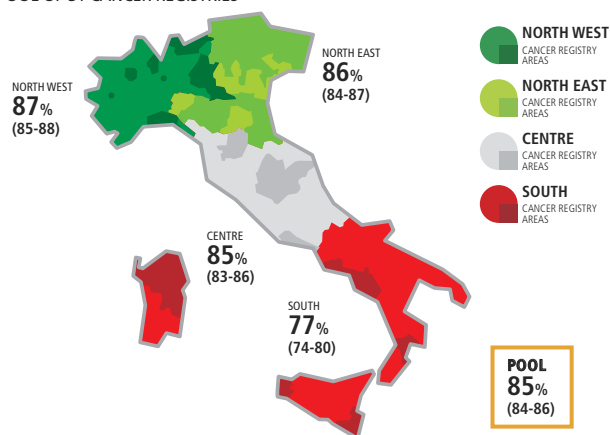 NORTH WEST
87%
(85-88)
NORTH EAST
86%
(84-87)
CENTRE
85%
(83-86)
SOUTH
77%
(74-80)
NORTH WEST
CANCER REGISTRY
AREAS
NORTH EAST
CANCER REGISTRY
AREAS
CENTRE
CANCER REGISTRY
AREAS
SOUTH
CANCER REGISTRY
AREAS
POOL
85%
(84-86)